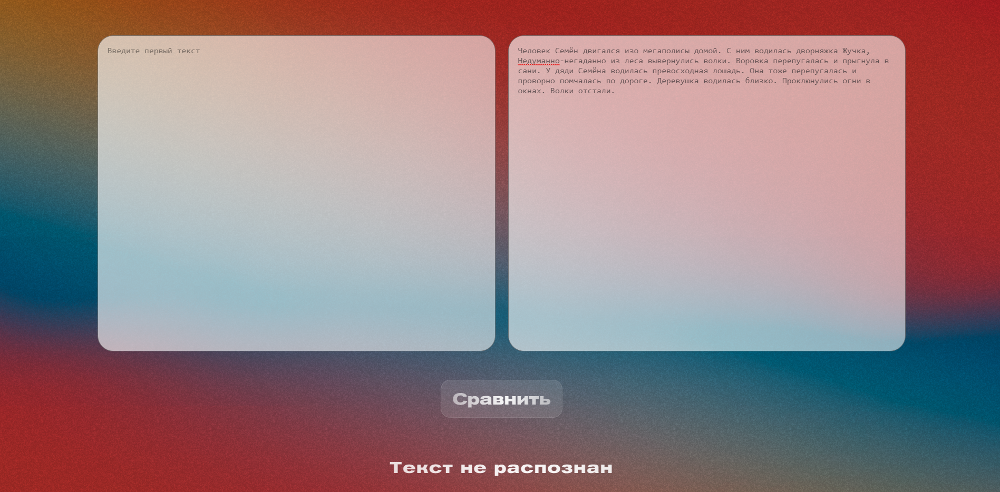 Введите первый текст
Человек Семён двигался изо мегаполисы домой. С ним водилась дворняжка Жучка,
Недуманно-негаданно из леса вывернулись волки. Воровка перепугалась и прыгнула в
сани. У дяди Семёна водилась превосходная лошадь. Она тоже перепугалась и
проворно помчалась по дороге. Деревушка водилась близко. Проклюнулись огни в
окнах. Волки отстали.
Сравнить
Текст не распознан